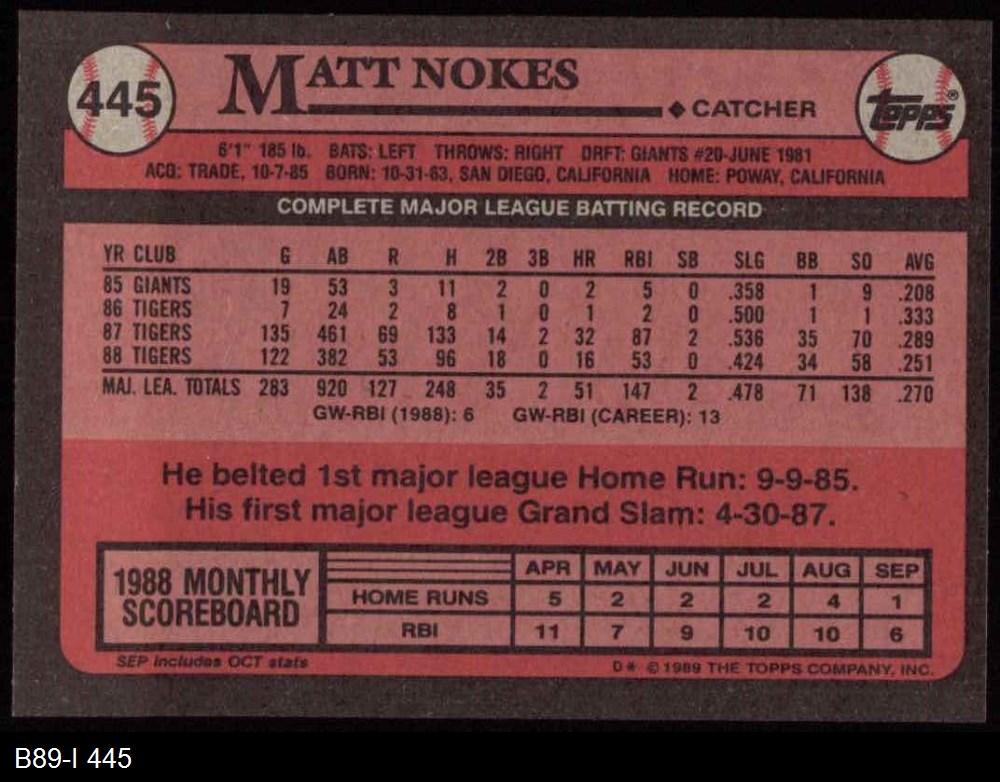 445
MATT NOKES
◆ CATCHER
TOPPS®
6'1" 185 lb. BATS: LEFT THROWS: RIGHT DRFT: GIANTS #20-JUNE 1981
ACQ: TRADE, 10-7-85 BORN: 10-31-63, SAN DIEGO, CALIFORNIA HOME: POWAY, CALIFORNIA
COMPLETE MAJOR LEAGUE BATTING RECORD
YR CLUB G AB R H 2B 3B HR RBI SB SLG BB SO AVG
85 GIANTS 19 53 3 11 2 0 2 5 0 .358 1 9 .208
86 TIGERS 7 24 2 8 1 0 1 2 0 .500 1 1 .333
87 TIGERS 135 461 69 133 14 2 32 87 2 .536 35 70 .289
88 TIGERS 122 382 53 96 18 0 16 53 0 .424 34 58 .251
MAJ. LEA. TOTALS 283 920 127 248 35 2 51 147 2 .478 71 138 .270
GW-RBI (1988): 6 GW-RBI (CAREER): 13
He belted 1st major league Home Run: 9-9-85.
His first major league Grand Slam: 4-30-87.
1988 MONTHLY
SCOREBOARD
APR MAY JUN JUL AUG SEP
HOME RUNS 5 2 2 2 4 1
RBI 11 7 9 10 10 6
SEP includes OCT stats
D* © 1989 THE TOPPS COMPANY, INC.
B89-I 445